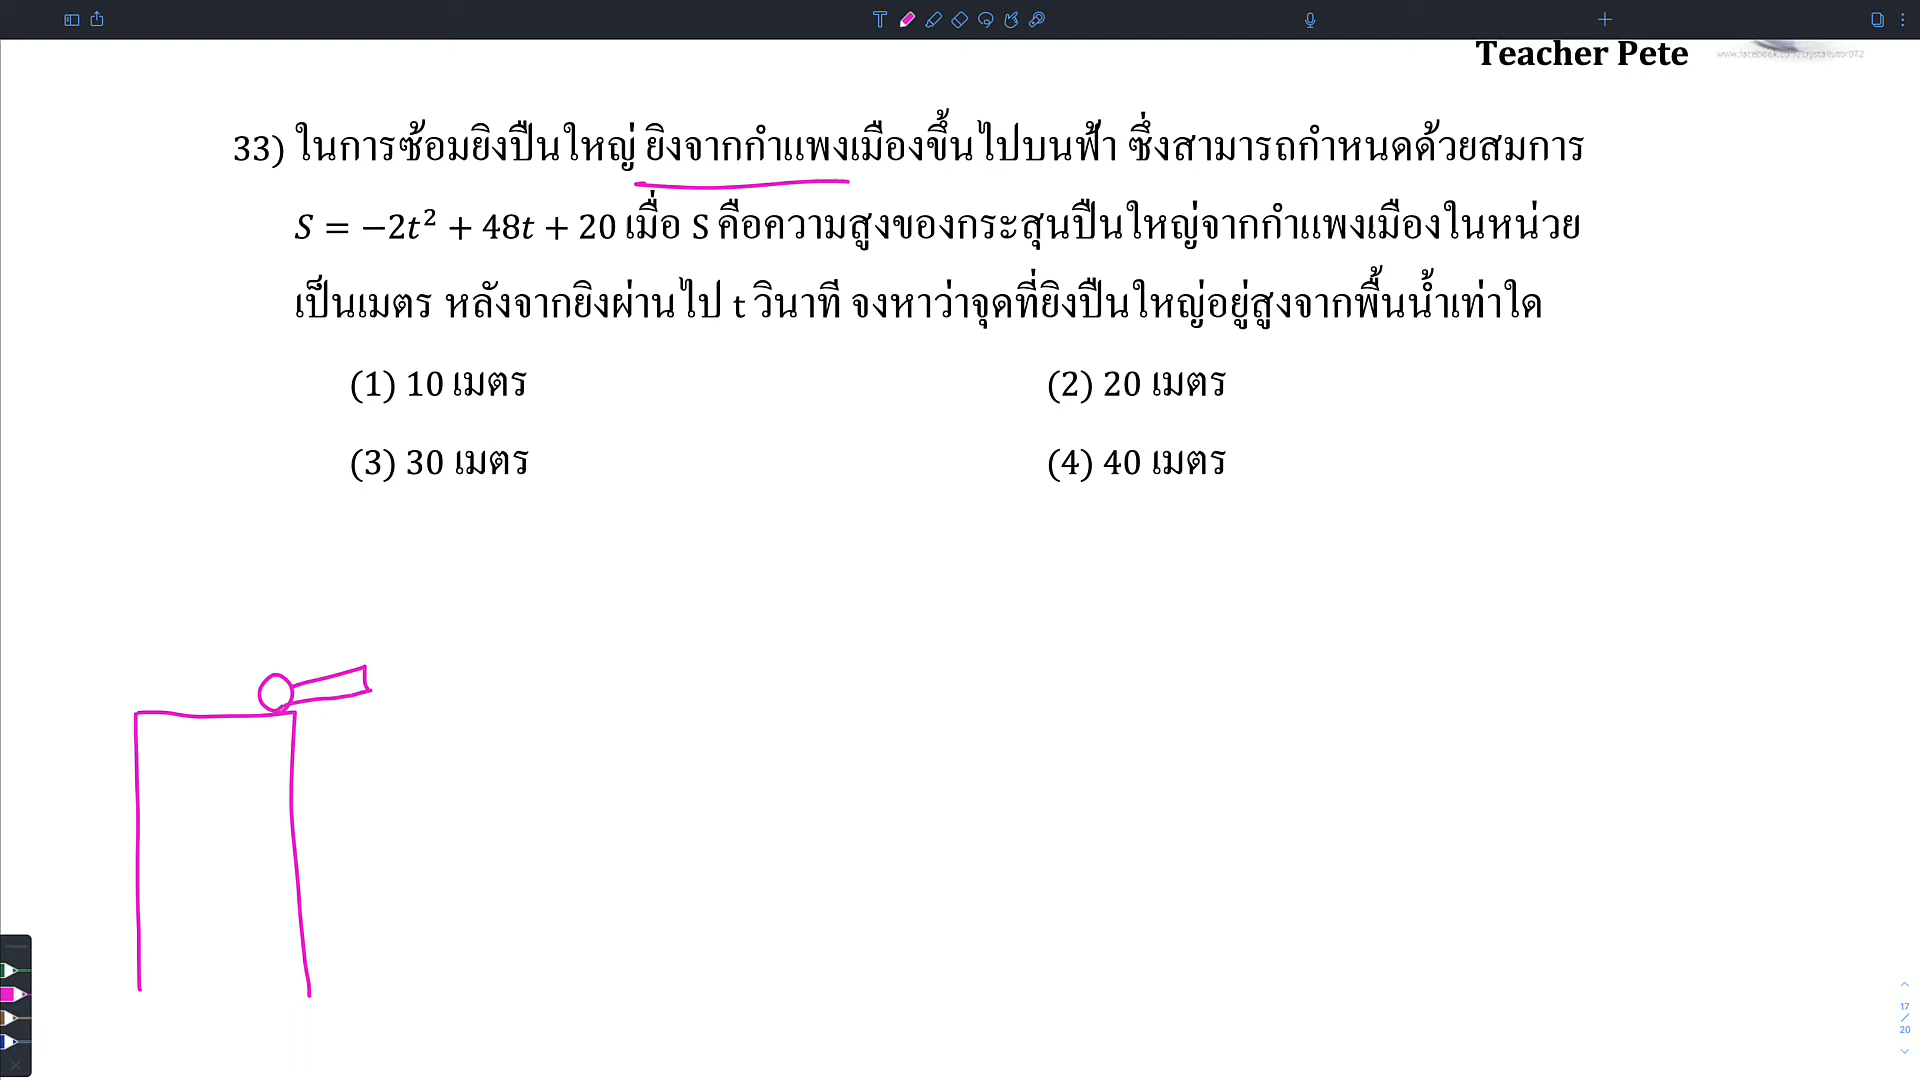 Teacher Pete
33) ในการซ้อมยิงปืนใหญ่ ยิงจากกำแพงเมืองขึ้นไปบนฟ้า ซึ่งสามารถกำหนดด้วยสมการ
S = −2t² + 48t + 20 เมื่อ S คือความสูงของกระสุนปืนใหญ่จากกำแพงเมืองในหน่วย
เป็นเมตร หลังจากยิงผ่านไป t วินาที จงหาว่าจุดที่ยิงปืนใหญ่อยู่สูงจากพื้นน้ำเท่าใด
(1) 10 เมตร (2) 20 เมตร
(3) 30 เมตร (4) 40 เมตร
17
/
20